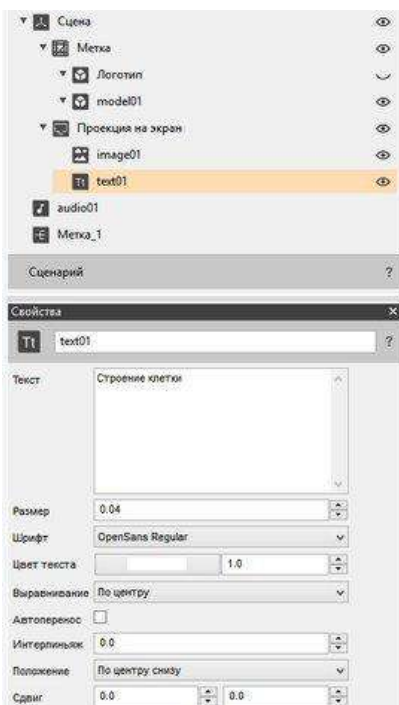 Сцена
Метка
Логотип
model01
Проекция на экран
image01
Tt text01
audio01
Метка_1
Сценарий ?
Свойства ×
Tt text01 ?
Текст Строение клетки
Размер 0.04
Шрифт OpenSans Regular
Цвет текста 1.0
Выравнивание По центру
Автоперенос
Интерлиньяж 0.0
Положение По центру снизу
Сдвиг 0.0 0.0